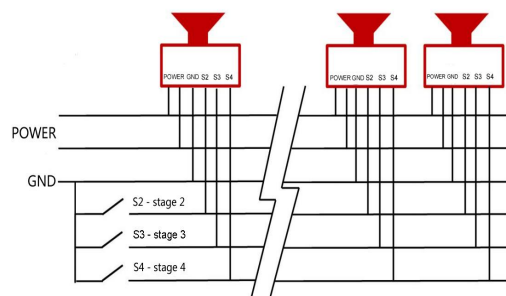 POWER GND S2 S3 S4
POWER GND S2 S3 S4
POWER GND S2 S3 S4
POWER
GND
S2 - stage 2
S3 - stage 3
S4 - stage 4